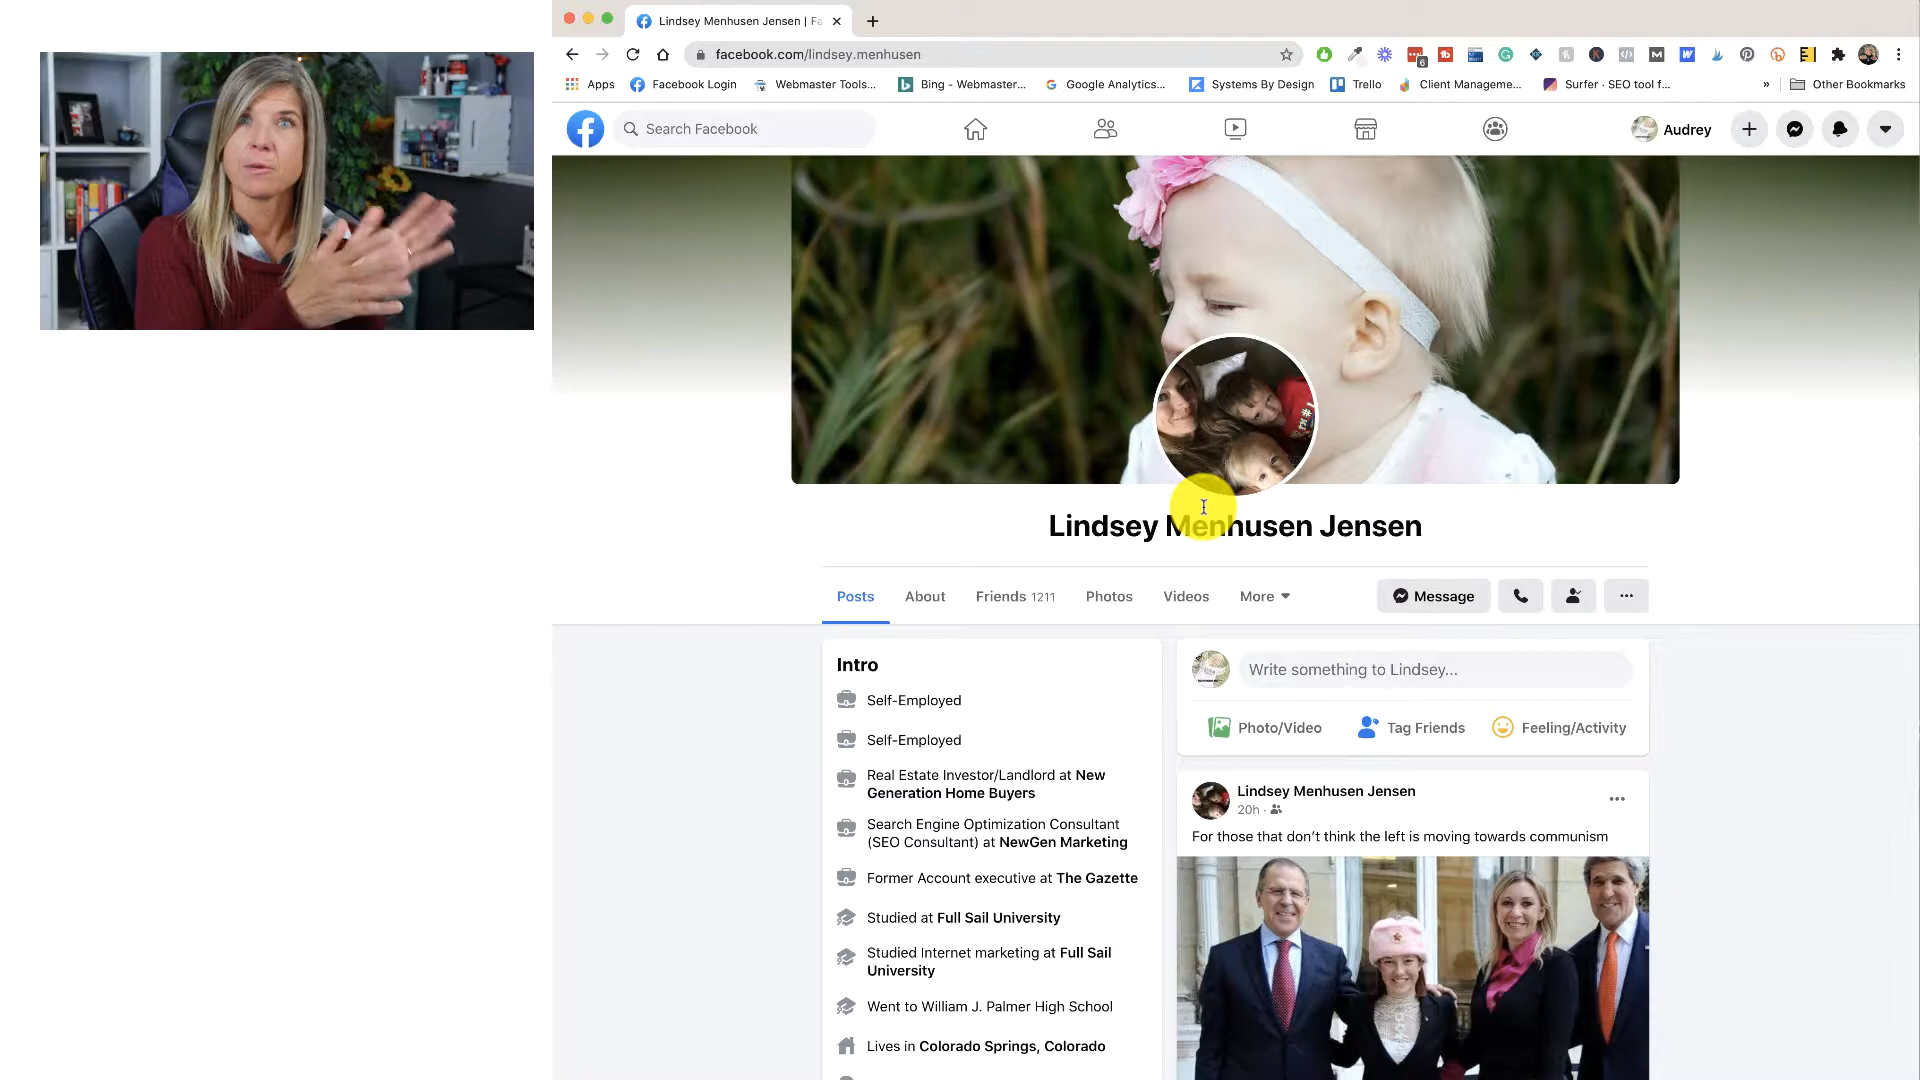 Lindsey Menhusen Jensen | Fa
facebook.com/lindsey.menhusen
6
Apps
Facebook Login
Webmaster Tools...
Bing - Webmaster...
Google Analytics...
Systems By Design
Trello
Client Manageme...
Surfer - SEO tool f...
»
Other Bookmarks
Search Facebook
Audrey
Lindsey Menhusen Jensen
Posts
About
Friends 1211
Photos
Videos
More
Message
Intro
Self-Employed
Self-Employed
Real Estate Investor/Landlord at New
Generation Home Buyers
Search Engine Optimization Consultant
(SEO Consultant) at NewGen Marketing
Former Account executive at The Gazette
Studied at Full Sail University
Studied Internet marketing at Full Sail
University
Went to William J. Palmer High School
Lives in Colorado Springs, Colorado
Write something to Lindsey...
Photo/Video
Tag Friends
Feeling/Activity
Lindsey Menhusen Jensen
20h ·
For those that don't think the left is moving towards communism